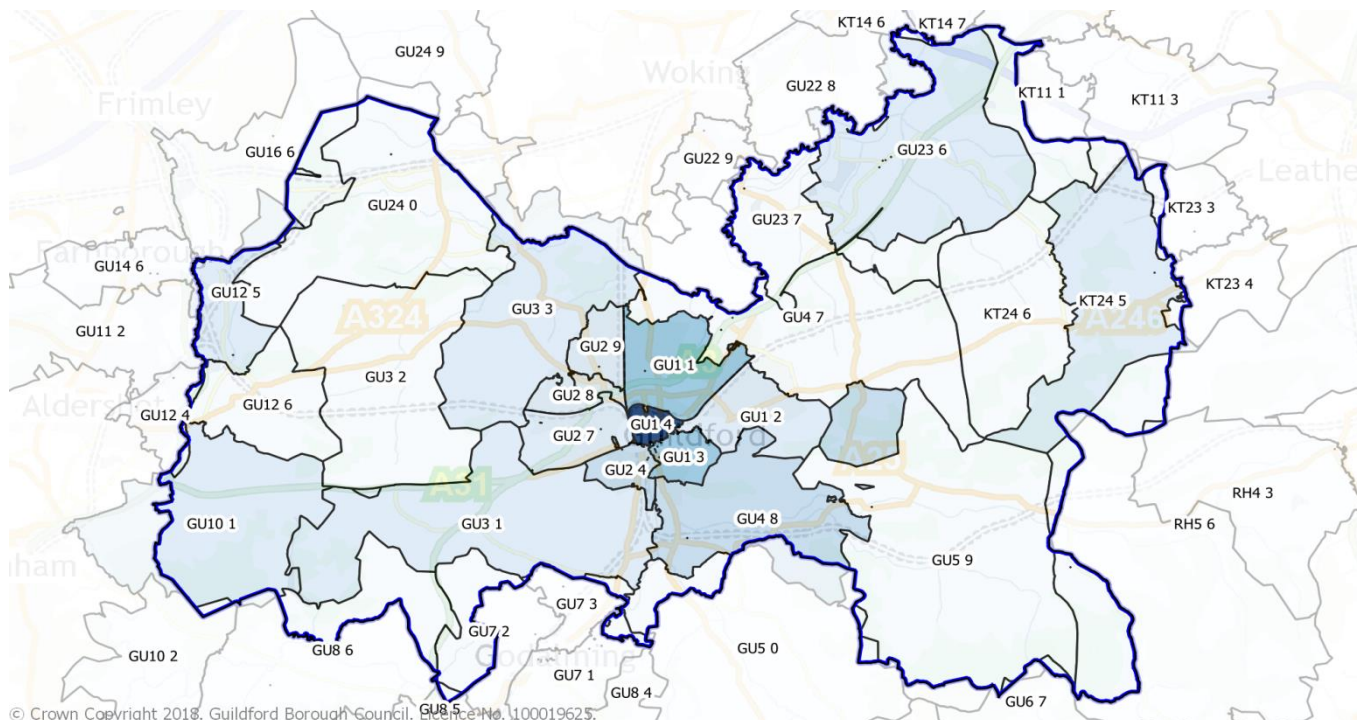 KT14 6
KT14 7
GU24 9
Woking
GU22 8
KT11 1
KT11 3
Frimley
GU16 6
GU22 9
GU23 6
Leathe
GU24 0
GU23 7
KT23 3
Farnborough
GU14 6
GU12 5
KT23 4
GU11 2
A324
GU3 3
GU4 7
KT24 6
KT24 5
A246
GU2 9
GU1 1
GU3 2
GU2 8
Aldershot
GU12 4
GU12 6
GU1 4
GU1 2
GU2 7
Guildford
GU1 3
A25
GU2 4
A31
RH4 3
GU10 1
GU3 1
GU4 8
RH5 6
GU5 9
nham
GU7 3
GU7 2
GU10 2
GU8 6
Godalming
GU5 0
GU7 1
GU8 4
GU6 7
GU8 5
© Crown Copyright 2018. Guildford Borough Council. Licence No. 100019625.